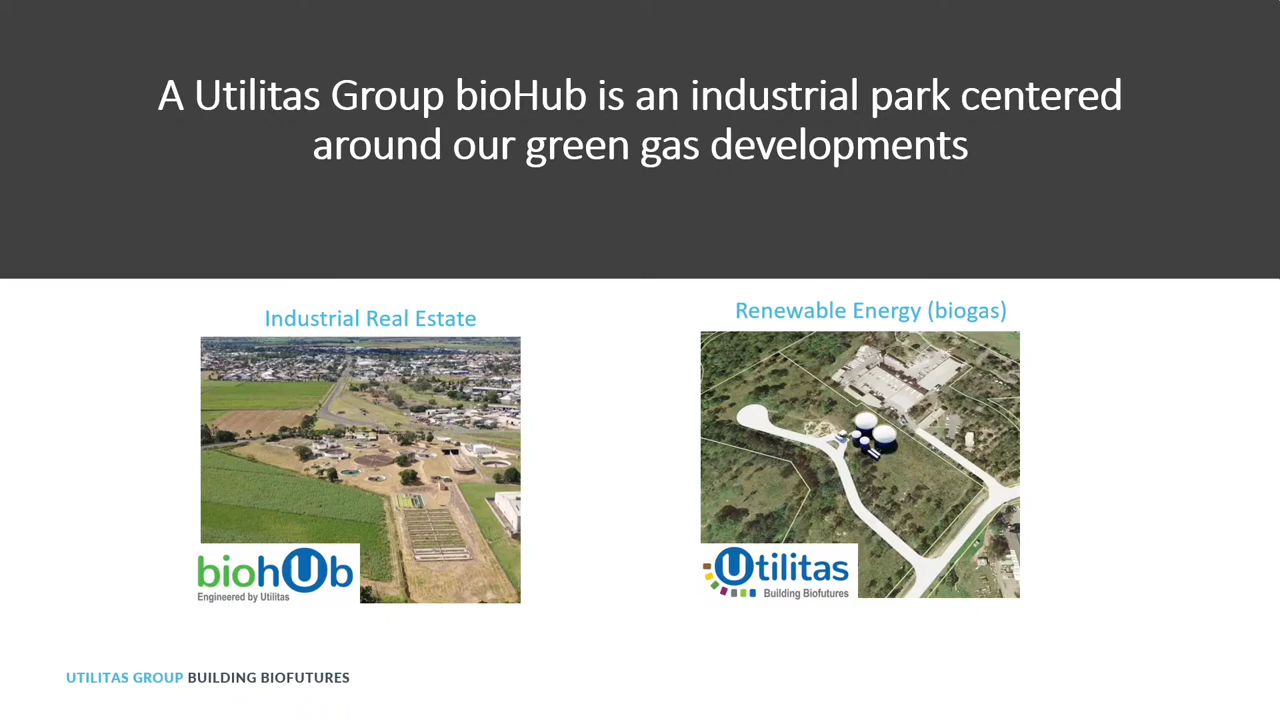 A Utilitas Group bioHub is an industrial park centered
around our green gas developments
Industrial Real Estate
Renewable Energy (biogas)
biohUb
Engineered by Utilitas
Utilitas
Building Biofutures
UTILITAS GROUP BUILDING BIOFUTURES